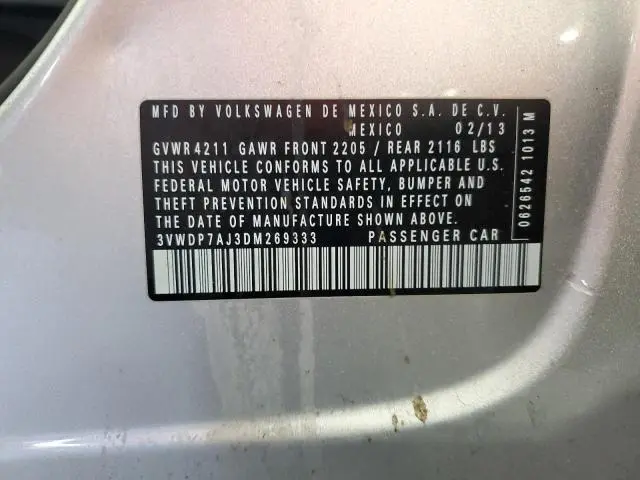 MFD BY VOLKSWAGEN DE MEXICO S.A. DE C.V.
MEXICO 02/13
GVWR 4211 GAWR FRONT 2205 / REAR 2116 LBS
THIS VEHICLE CONFORMS TO ALL APPLICABLE U.S.
FEDERAL MOTOR VEHICLE SAFETY, BUMPER AND
THEFT PREVENTION STANDARDS IN EFFECT ON
THE DATE OF MANUFACTURE SHOWN ABOVE.
3VWDP7AJ3DM269333 PASSENGER CAR
0626542 1013 M